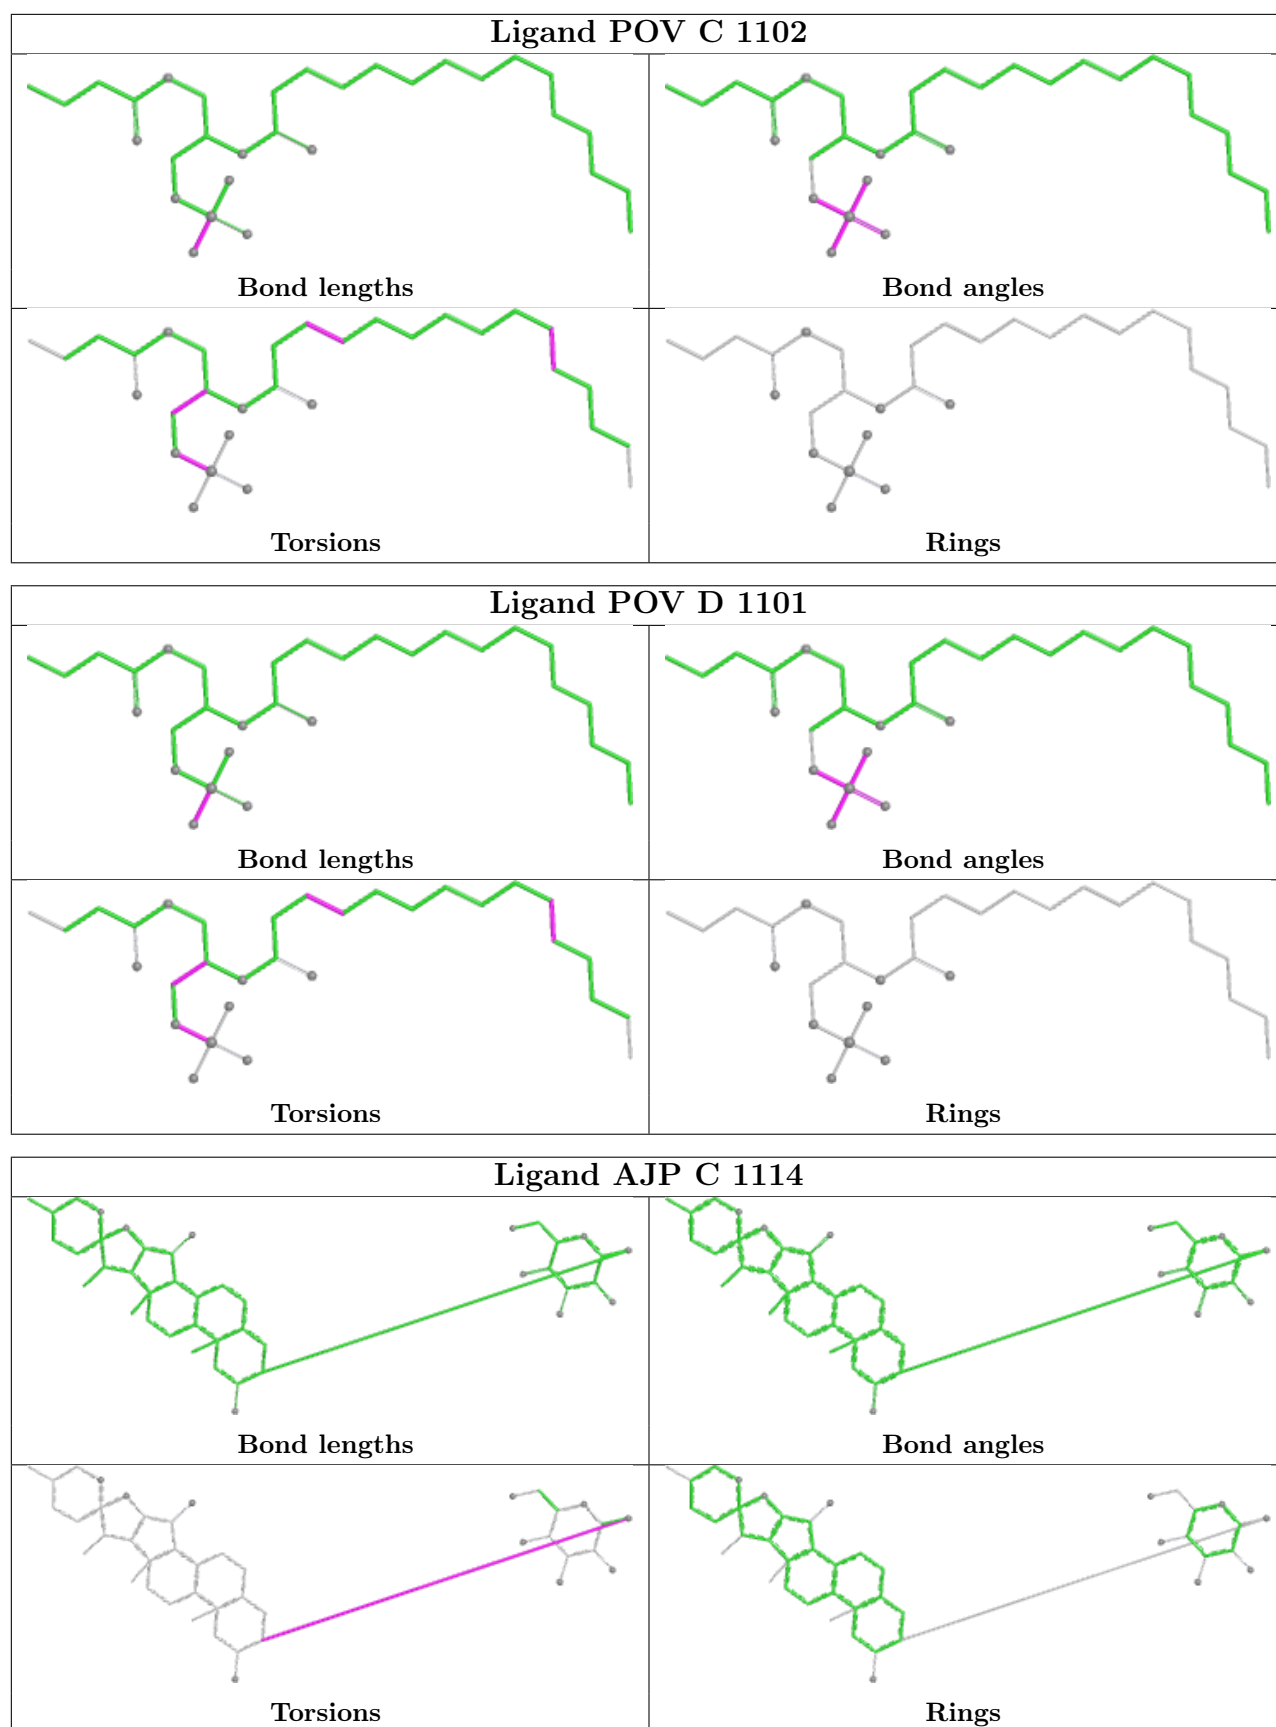 Ligand POV C 1102
Bond lengths
Bond angles
Torsions
Rings
Ligand POV D 1101
Bond lengths
Bond angles
Torsions
Rings
Ligand AJP C 1114
Bond lengths
Bond angles
Torsions
Rings